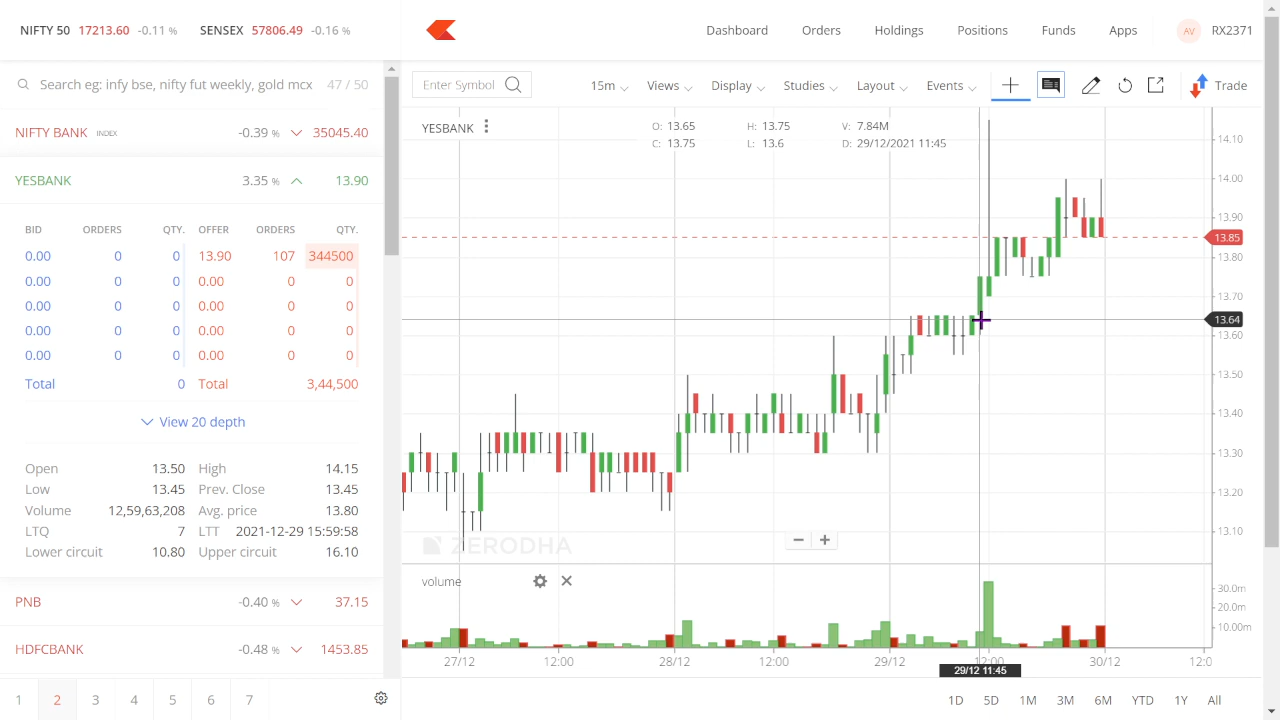 NIFTY 50 17213.60 -0.11 % SENSEX 57806.49 -0.16 %
Dashboard Orders Holdings Positions Funds Apps AV RX2371
Search eg: infy bse, nifty fut weekly, gold mcx 47 / 50
Enter Symbol 15m Views Display Studies Layout Events Trade
NIFTY BANK INDEX -0.39 % 35045.40
YESBANK 3.35 % 13.90
BID ORDERS QTY. OFFER ORDERS QTY.
0.00 0 0 13.90 107 344500
0.00 0 0 0.00 0 0
0.00 0 0 0.00 0 0
0.00 0 0 0.00 0 0
0.00 0 0 0.00 0 0
Total 0 Total 3,44,500
View 20 depth
Open 13.50 High 14.15
Low 13.45 Prev. Close 13.45
Volume 12,59,63,208 Avg. price 13.80
LTQ 7 LTT 2021-12-29 15:59:58
Lower circuit 10.80 Upper circuit 16.10
PNB -0.40 % 37.15
HDFCBANK -0.48 % 1453.85
1 2 3 4 5 6 7
YESBANK
O: 13.65 H: 13.75 V: 7.84M
C: 13.75 L: 13.6 D: 29/12/2021 11:45
14.10
14.00
13.90
13.85
13.80
13.70
13.64
13.60
13.50
13.40
13.30
13.20
13.10
ZERODHA
volume
30.0m
20.0m
10.00m
27/12 12:00 28/12 12:00 29/12 12:00 30/12 12:0
29/12 11:45
1D 5D 1M 3M 6M YTD 1Y All